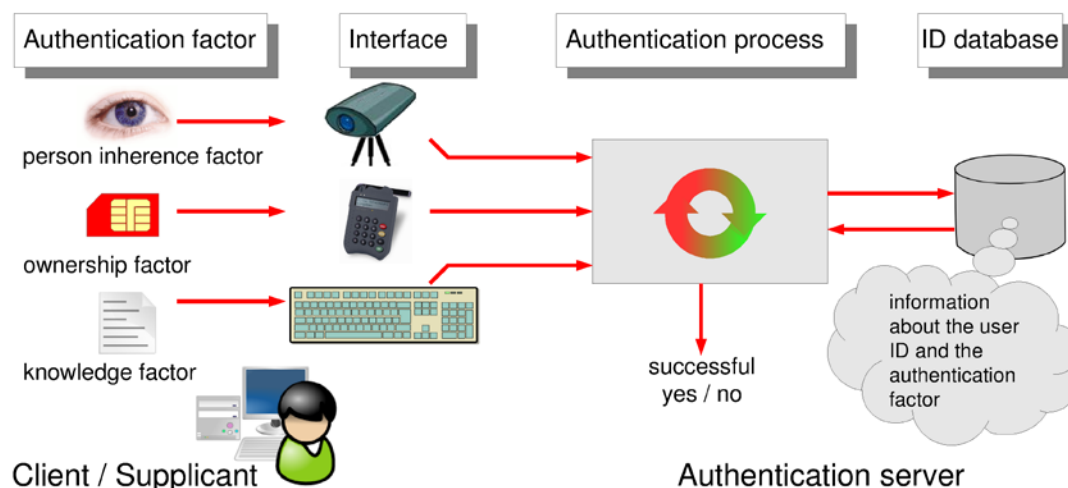 Authentication factor
Interface
Authentication process
ID database
person inherence factor
ownership factor
knowledge factor
successful
yes / no
information
about the user
ID and the
authentication
factor
Client / Supplicant
Authentication server